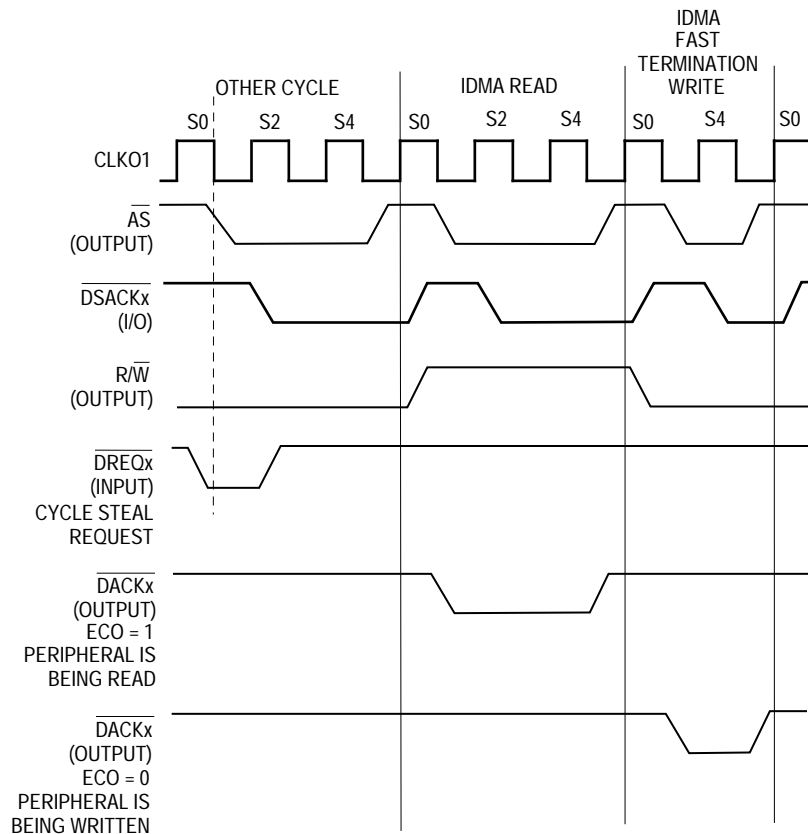 IDMA
FAST
TERMINATION
WRITE
OTHER CYCLE
IDMA READ
S0 S2 S4 S0 S2 S4 S0 S4 S0
CLKO1
AS
(OUTPUT)
DSACKx
(I/O)
R/W
(OUTPUT)
DREQx
(INPUT)
CYCLE STEAL
REQUEST
DACKx
(OUTPUT)
ECO = 1
PERIPHERAL IS
BEING READ
DACKx
(OUTPUT)
ECO = 0
PERIPHERAL IS
BEING WRITTEN